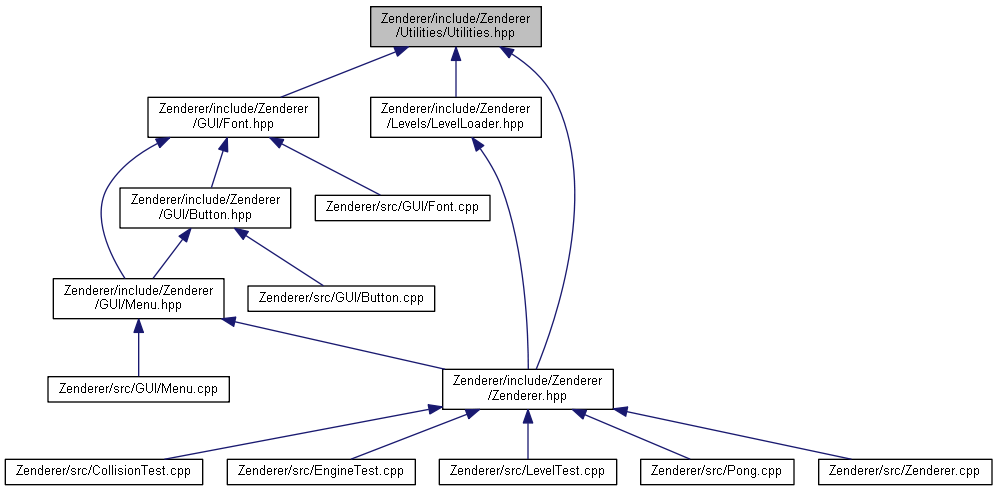 Zenderer/include/Zenderer
/Utilities/Utilities.hpp
Zenderer/include/Zenderer
/GUI/Font.hpp
Zenderer/include/Zenderer
/Levels/LevelLoader.hpp
Zenderer/include/Zenderer
/GUI/Button.hpp
Zenderer/src/GUI/Font.cpp
Zenderer/include/Zenderer
/GUI/Menu.hpp
Zenderer/src/GUI/Button.cpp
Zenderer/src/GUI/Menu.cpp
Zenderer/include/Zenderer
/Zenderer.hpp
Zenderer/src/CollisionTest.cpp
Zenderer/src/EngineTest.cpp
Zenderer/src/LevelTest.cpp
Zenderer/src/Pong.cpp
Zenderer/src/Zenderer.cpp